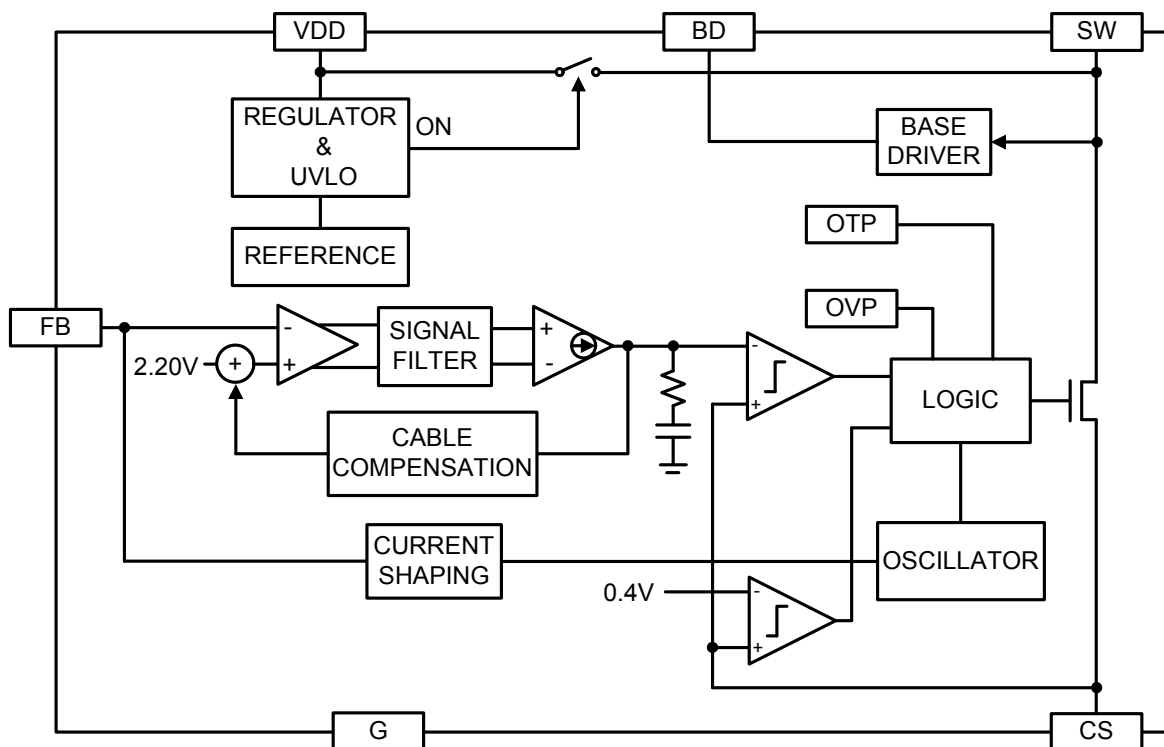 VDD
BD
SW
REGULATOR
&
UVLO
ON
BASE
DRIVER
REFERENCE
OTP
OVP
FB
-
+
2.20V
+
SIGNAL
FILTER
+
-
-
+
LOGIC
CABLE
COMPENSATION
CURRENT
SHAPING
OSCILLATOR
0.4V
-
+
G
CS